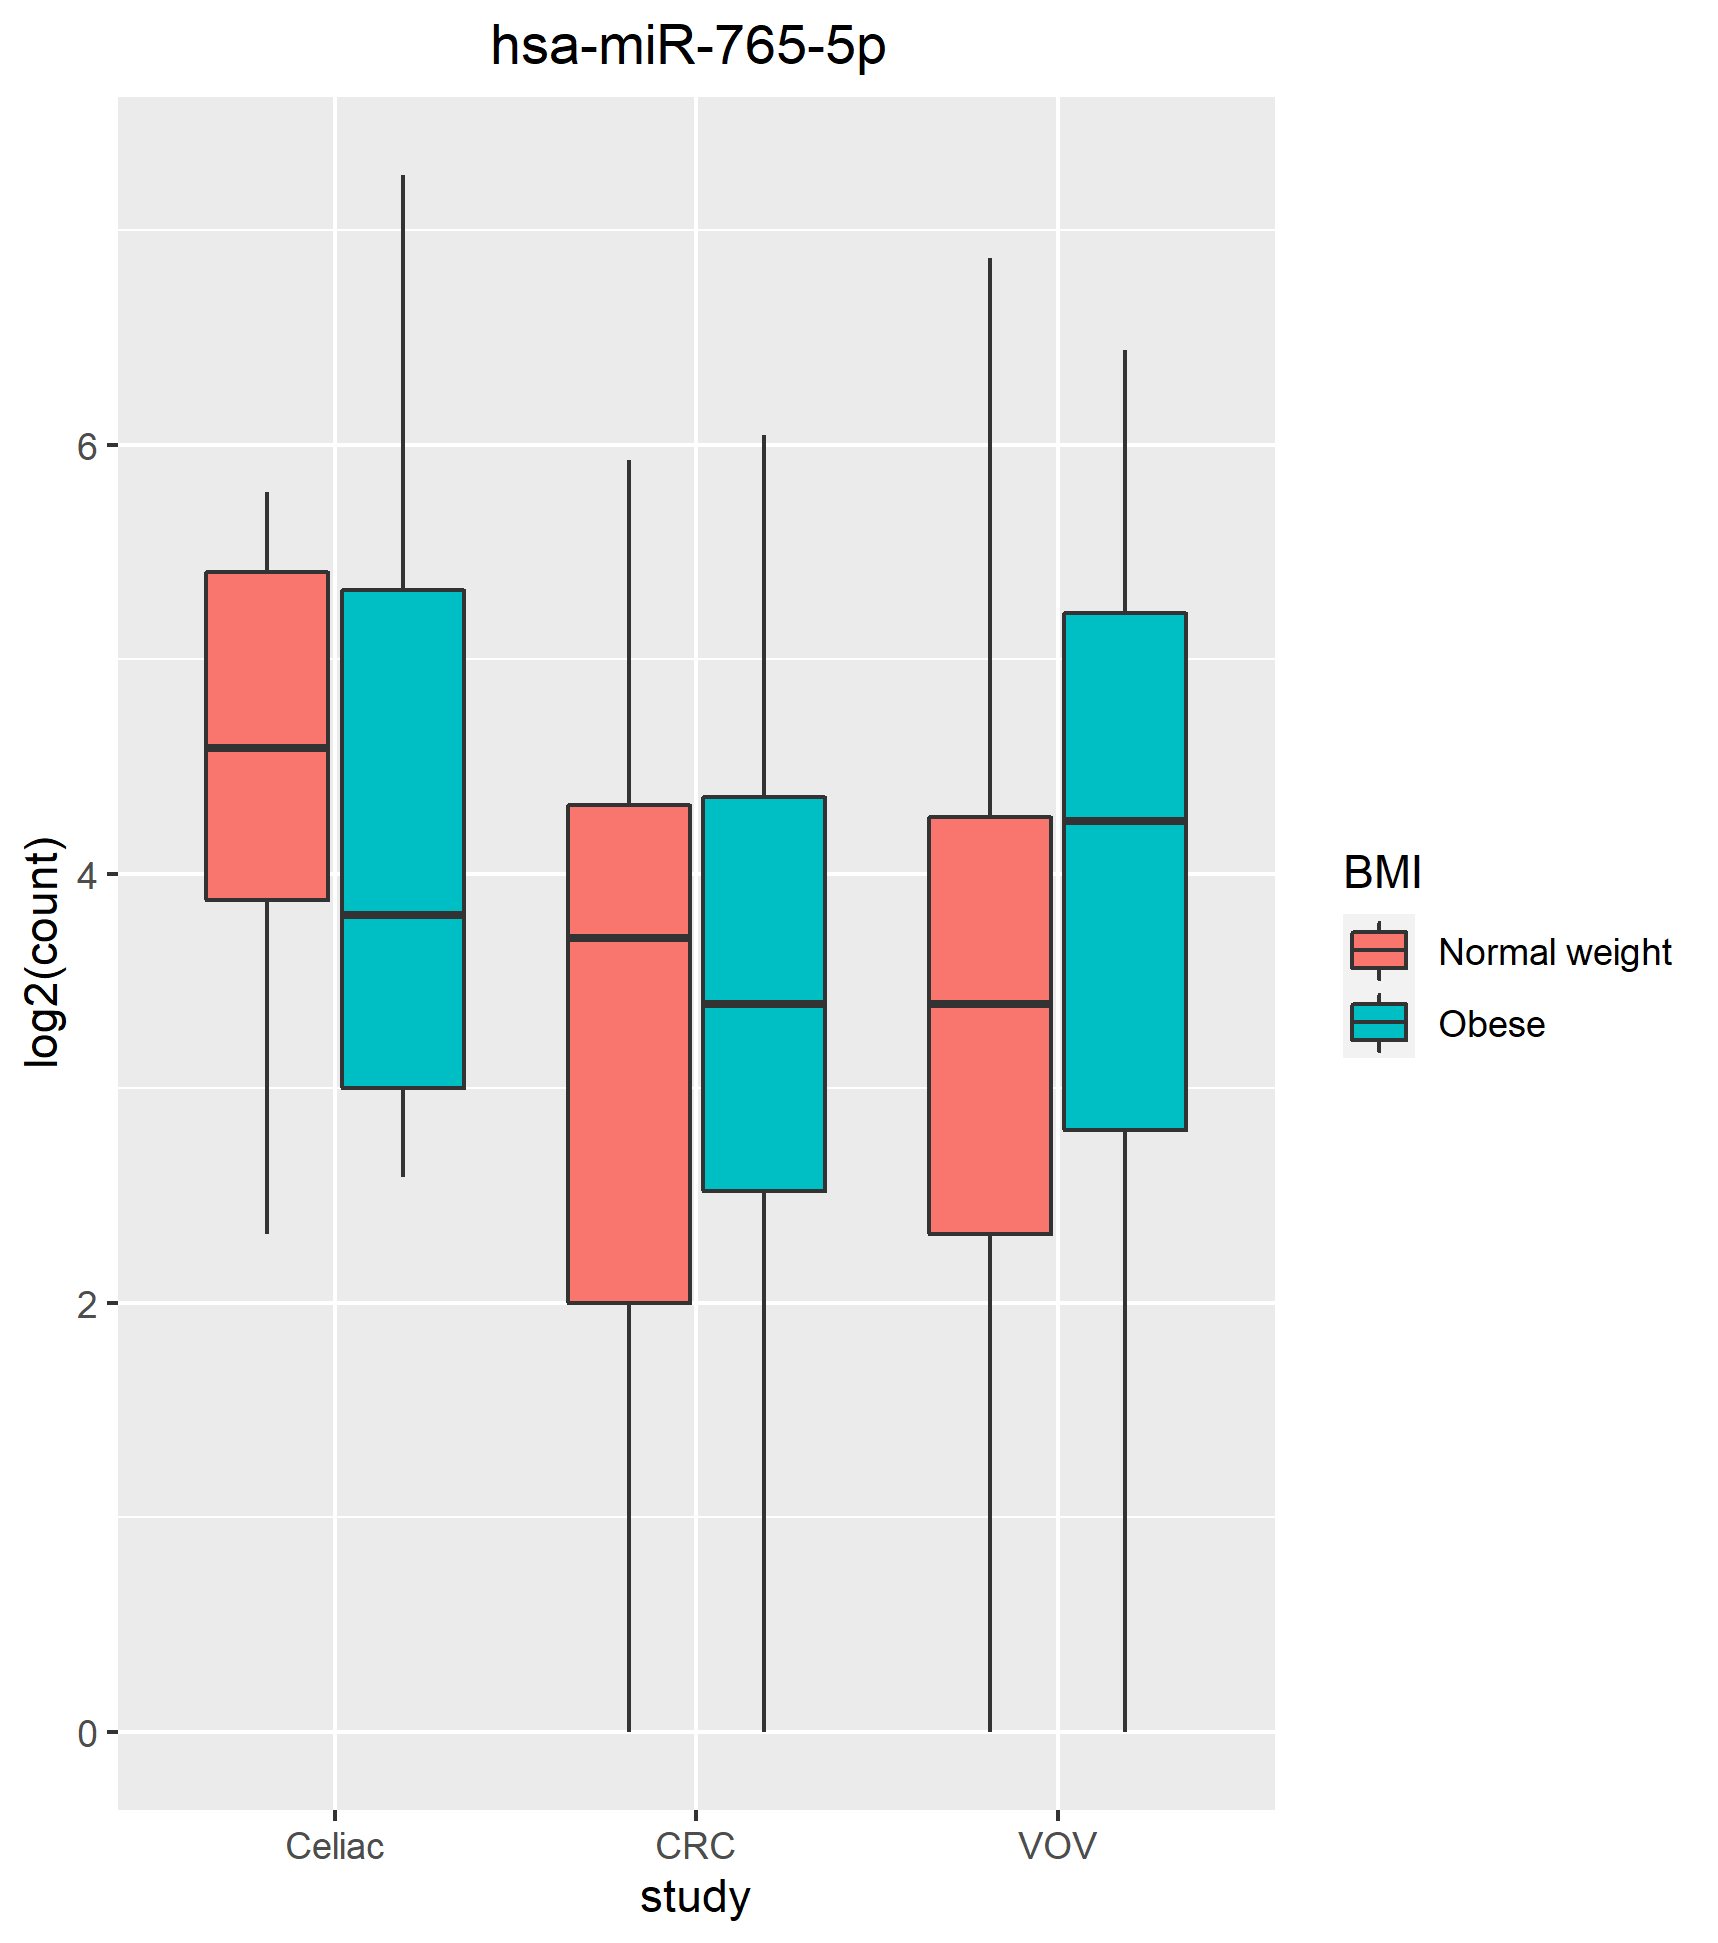 hsa-miR-765-5p
log2(count)
6
4
2
0
Celiac
CRC
VOV
study
BMI
Normal weight
Obese